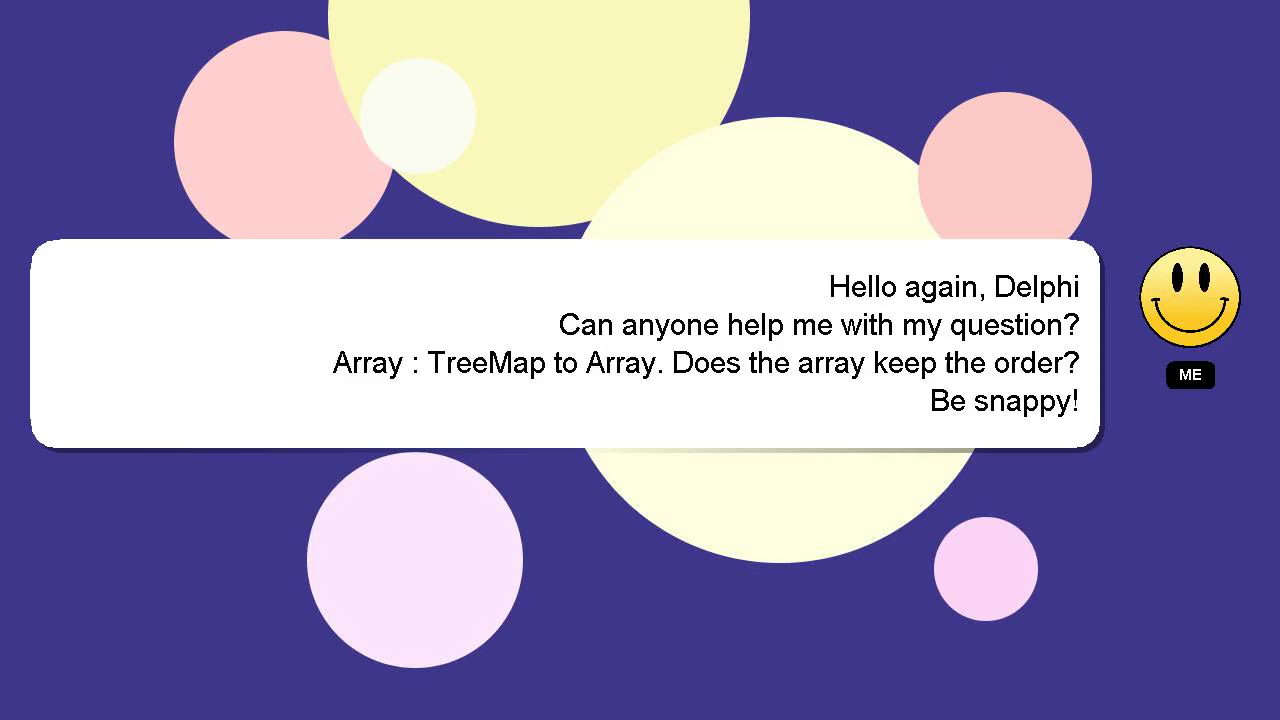 Hello again, Delphi
Can anyone help me with my question?
Array : TreeMap to Array. Does the array keep the order?
Be snappy!
ME